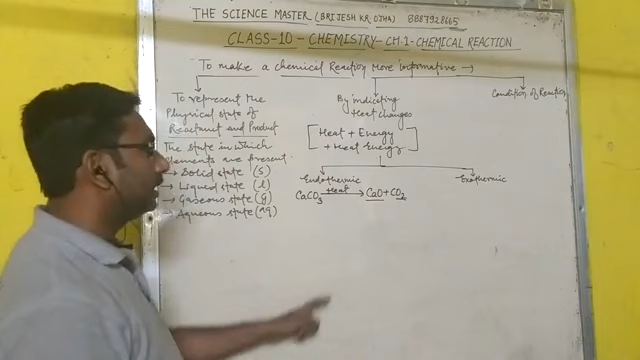 THE SCIENCE MASTER (BRIJESH KR. OJHA) 8887928665
CLASS-10 - CHEMISTRY - CH.1 - CHEMICAL REACTION
To make a chemical Reaction More informative →
To represent the
Physical state of
Reactant and Product
The state in which
elements are present
→ Solid state (S)
→ Liquid state (l)
→ Gaseous state (g)
→ Aqueous state (aq)
By indicating
Heat changes
[Heat + Energy
+ Heat Energy]
Endothermic
Exothermic
CaCO3 Heat→ CaO + CO2
Condition of Reaction